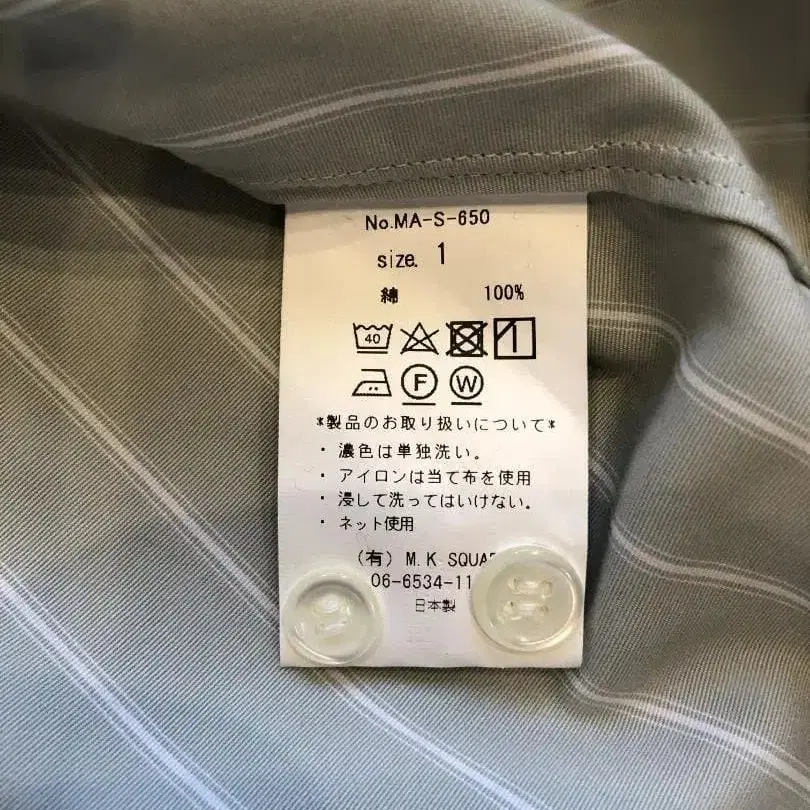 No.MA-S-650
size. 1
綿 100%
40
F W
*製品のお取り扱いについて*
・ 濃色は単独洗い。
・ アイロンは当て布を使用
・ 浸して洗ってはいけない。
・ ネット使用
(有) M.K
06-6534-11
日本製